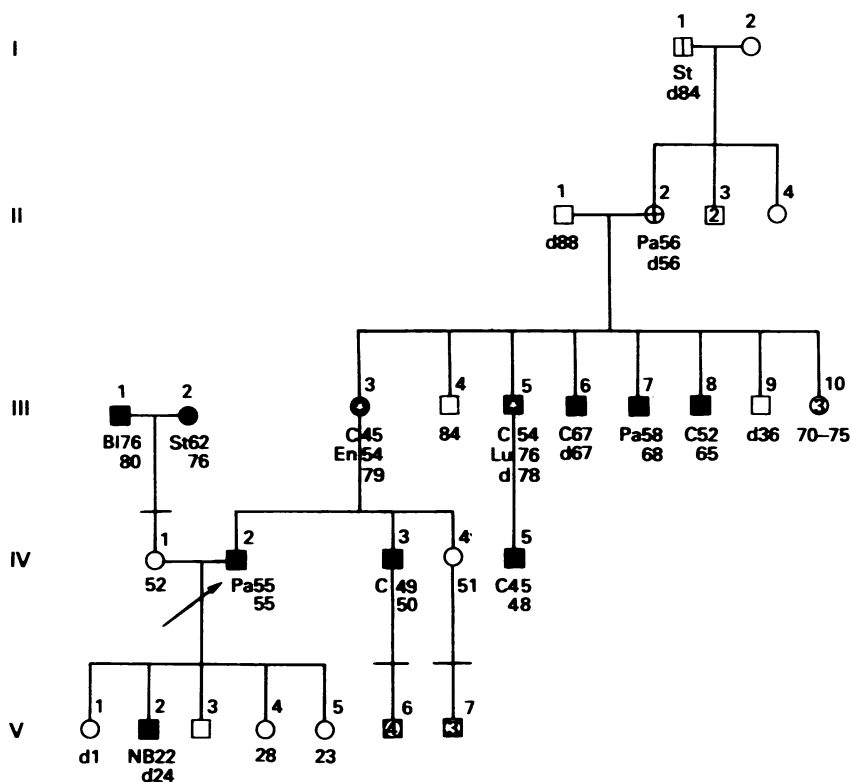 1 2
I
St
d84
1 2 3 4
II
2
d88 Pa56
d56
3 4 5 6 7 8 9 10
1 2
III
3
Bl76 St62 C45 84 C 54 C67 Pa58 C52 d36 70–75
80 76 En54 Lu76 d67 68 65
79 d 78
1 2 3 4 5
IV
52 Pa55 C 49 51 C45
55 50 48
1 2 3 4 5 6 7
V
4 3
d1 NB22 28 23
d24